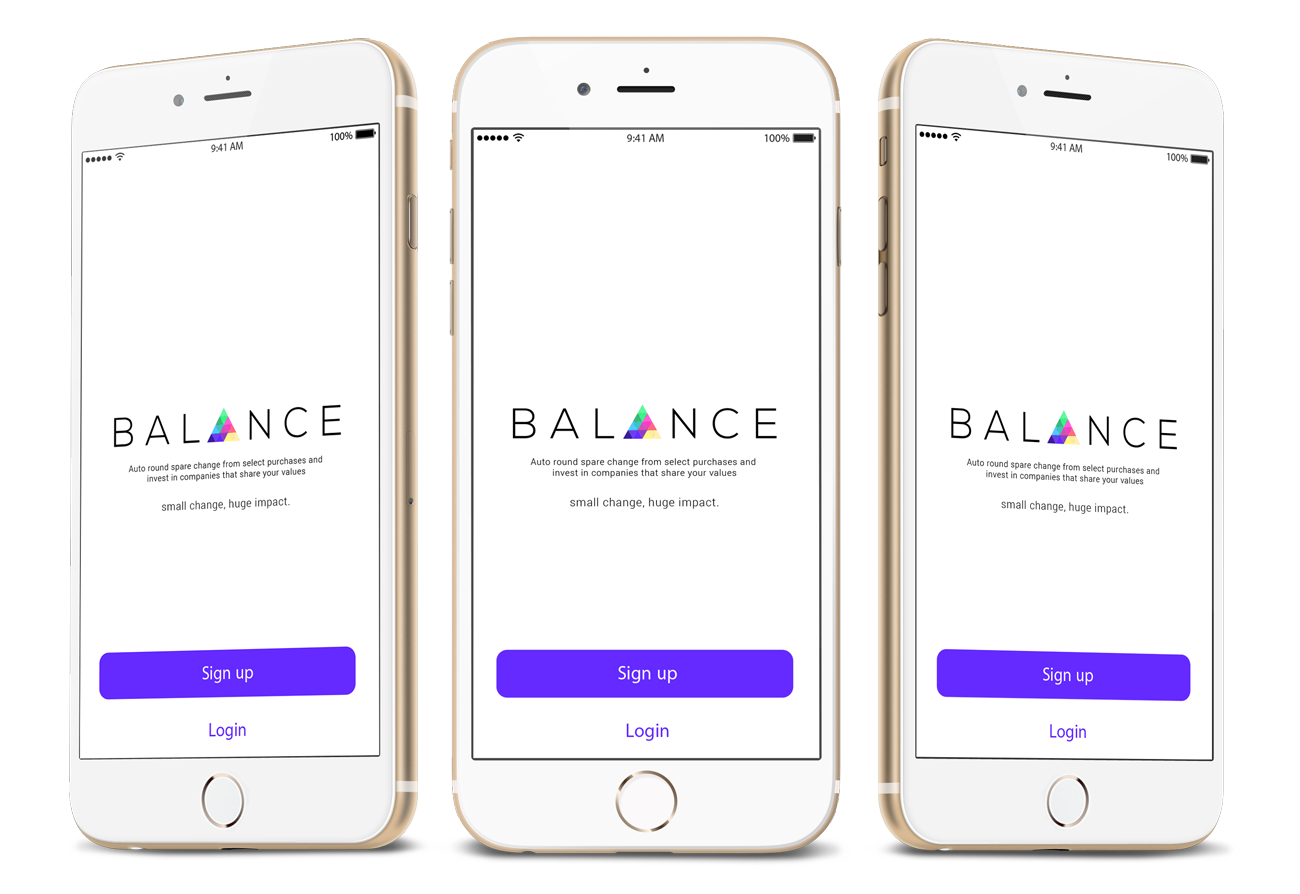 100%
9:41 AM
BALANCE
Auto round spare change from select purchases and
invest in companies that share your values
small change, huge impact.
Sign up
Login
9:41 AM 100%
BALANCE
Auto round spare change from select purchases and
invest in companies that share your values
small change, huge impact.
Sign up
Login
9:41 AM 100%
BALANCE
Auto round spare change from select purchases and
invest in companies that share your values
small change, huge impact.
Sign up
Login